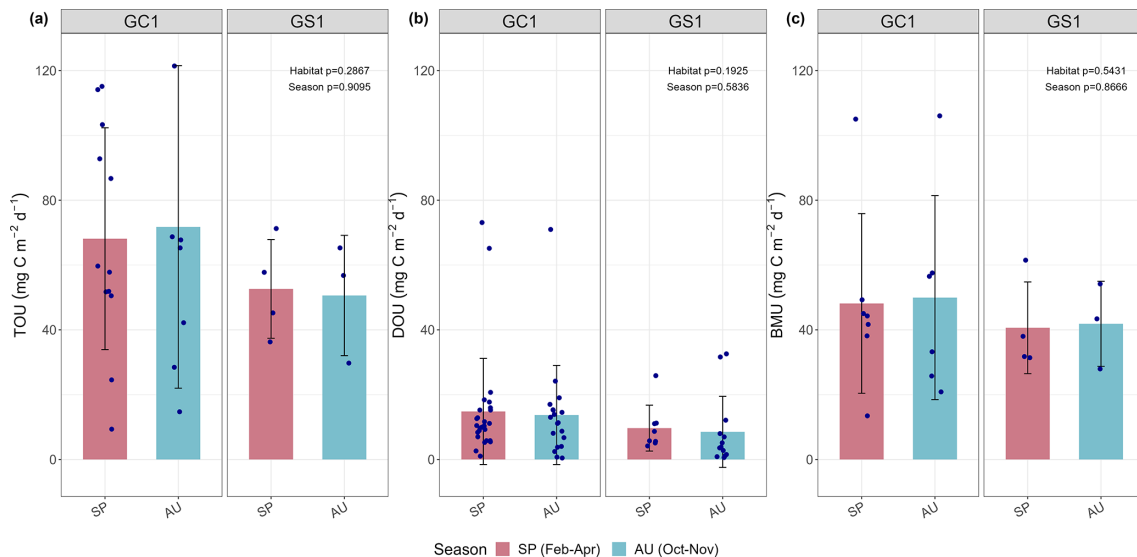 (a)
GC1
GS1
TOU (mg C m⁻² d⁻¹)
120
80
40
0
Habitat p=0.2867
Season p=0.9095
SP
AU
SP
AU
(b)
GC1
GS1
DOU (mg C m⁻² d⁻¹)
120
80
40
0
Habitat p=0.1925
Season p=0.5836
SP
AU
SP
AU
(c)
GC1
GS1
BMU (mg C m⁻² d⁻¹)
120
80
40
0
Habitat p=0.5431
Season p=0.8666
SP
AU
SP
AU
Season SP (Feb-Apr) AU (Oct-Nov)